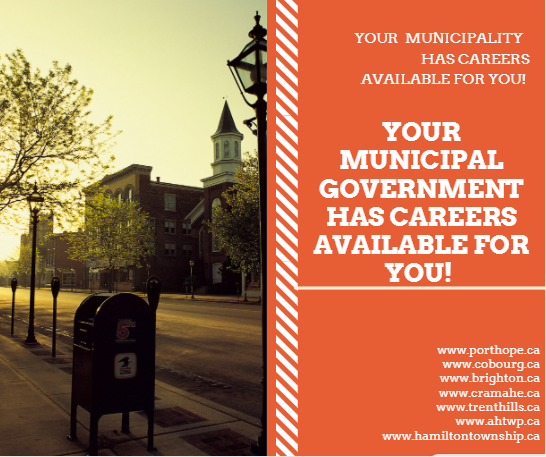 YOUR MUNICIPALITY
HAS CAREERS
AVAILABLE FOR YOU!
YOUR
MUNICIPAL
GOVERNMENT
HAS CAREERS
AVAILABLE FOR
YOU!
www.porthope.ca
www.cobourg.ca
www.brighton.ca
www.cramahe.ca
www.trenthills.ca
www.ahtwp.ca
www.hamiltontownship.ca